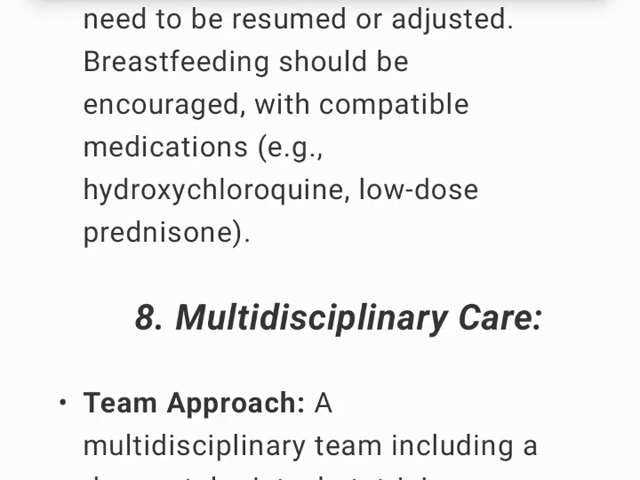 need to be resumed or adjusted.
Breastfeeding should be
encouraged, with compatible
medications (e.g.,
hydroxychloroquine, low-dose
prednisone).
8. Multidisciplinary Care:
• Team Approach: A
multidisciplinary team including a